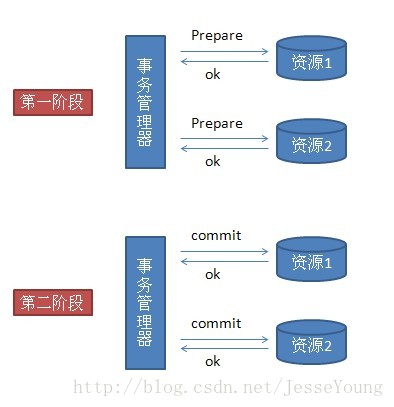 第一阶段
事务管理器
Prepare
ok
资源1
Prepare
ok
资源2
第二阶段
事务管理器
commit
ok
资源1
commit
ok
资源2
http://blog.csdn.net/JesseYoung